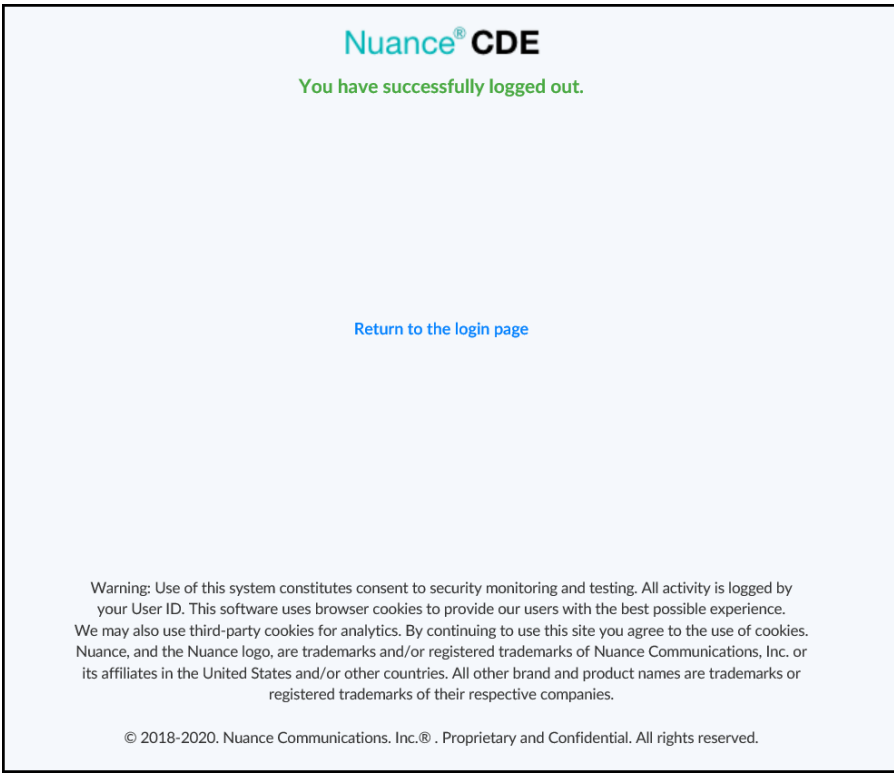 Nuance® CDE
You have successfully logged out.
Return to the login page
Warning: Use of this system constitutes consent to security monitoring and testing. All activity is logged by
your User ID. This software uses browser cookies to provide our users with the best possible experience.
We may also use third-party cookies for analytics. By continuing to use this site you agree to the use of cookies.
Nuance, and the Nuance logo, are trademarks and/or registered trademarks of Nuance Communications, Inc. or
its affiliates in the United States and/or other countries. All other brand and product names are trademarks or
registered trademarks of their respective companies.
© 2018-2020. Nuance Communications. Inc.® . Proprietary and Confidential. All rights reserved.